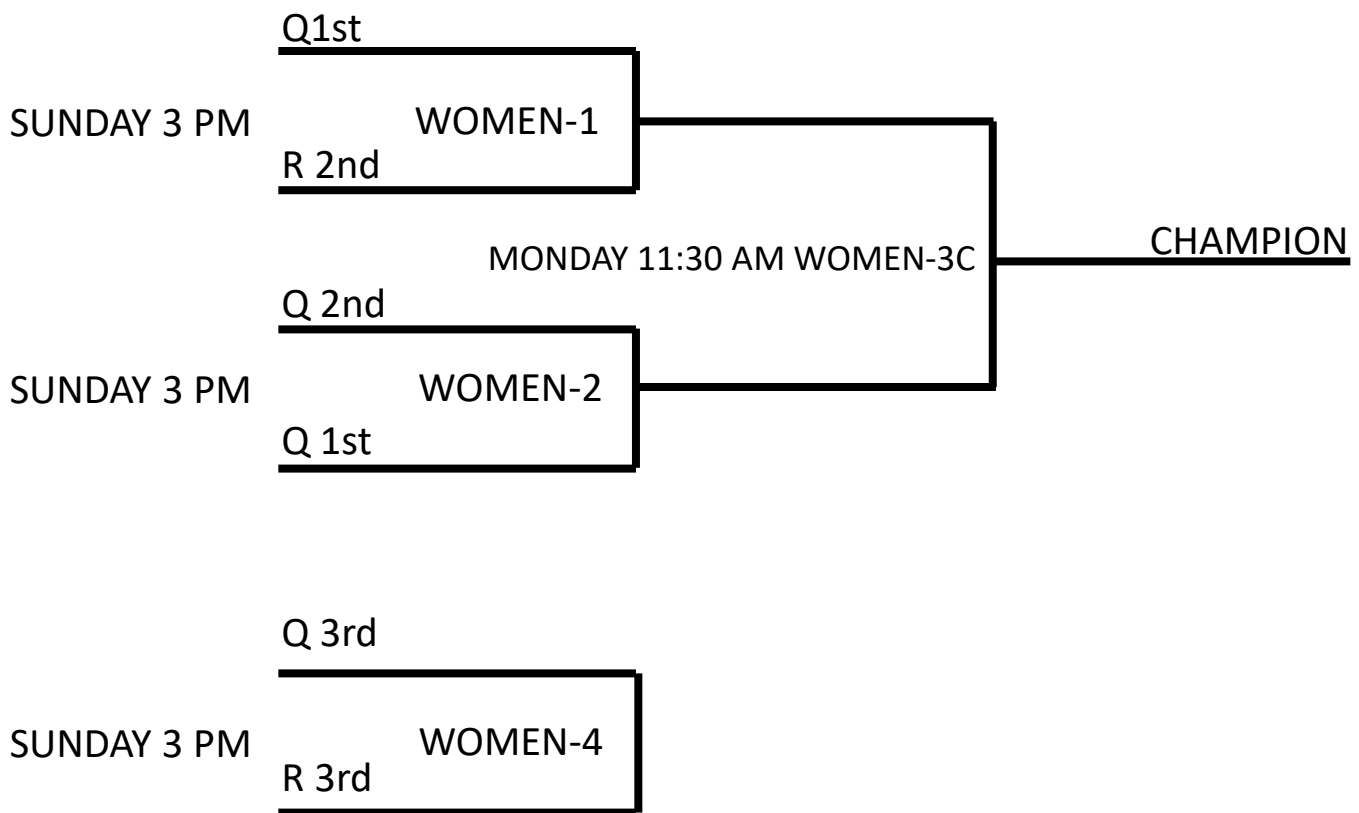 Q1st
SUNDAY 3 PM
WOMEN-1
R 2nd
MONDAY 11:30 AM WOMEN-3C
CHAMPION
Q 2nd
SUNDAY 3 PM
WOMEN-2
Q 1st
Q 3rd
SUNDAY 3 PM
WOMEN-4
R 3rd